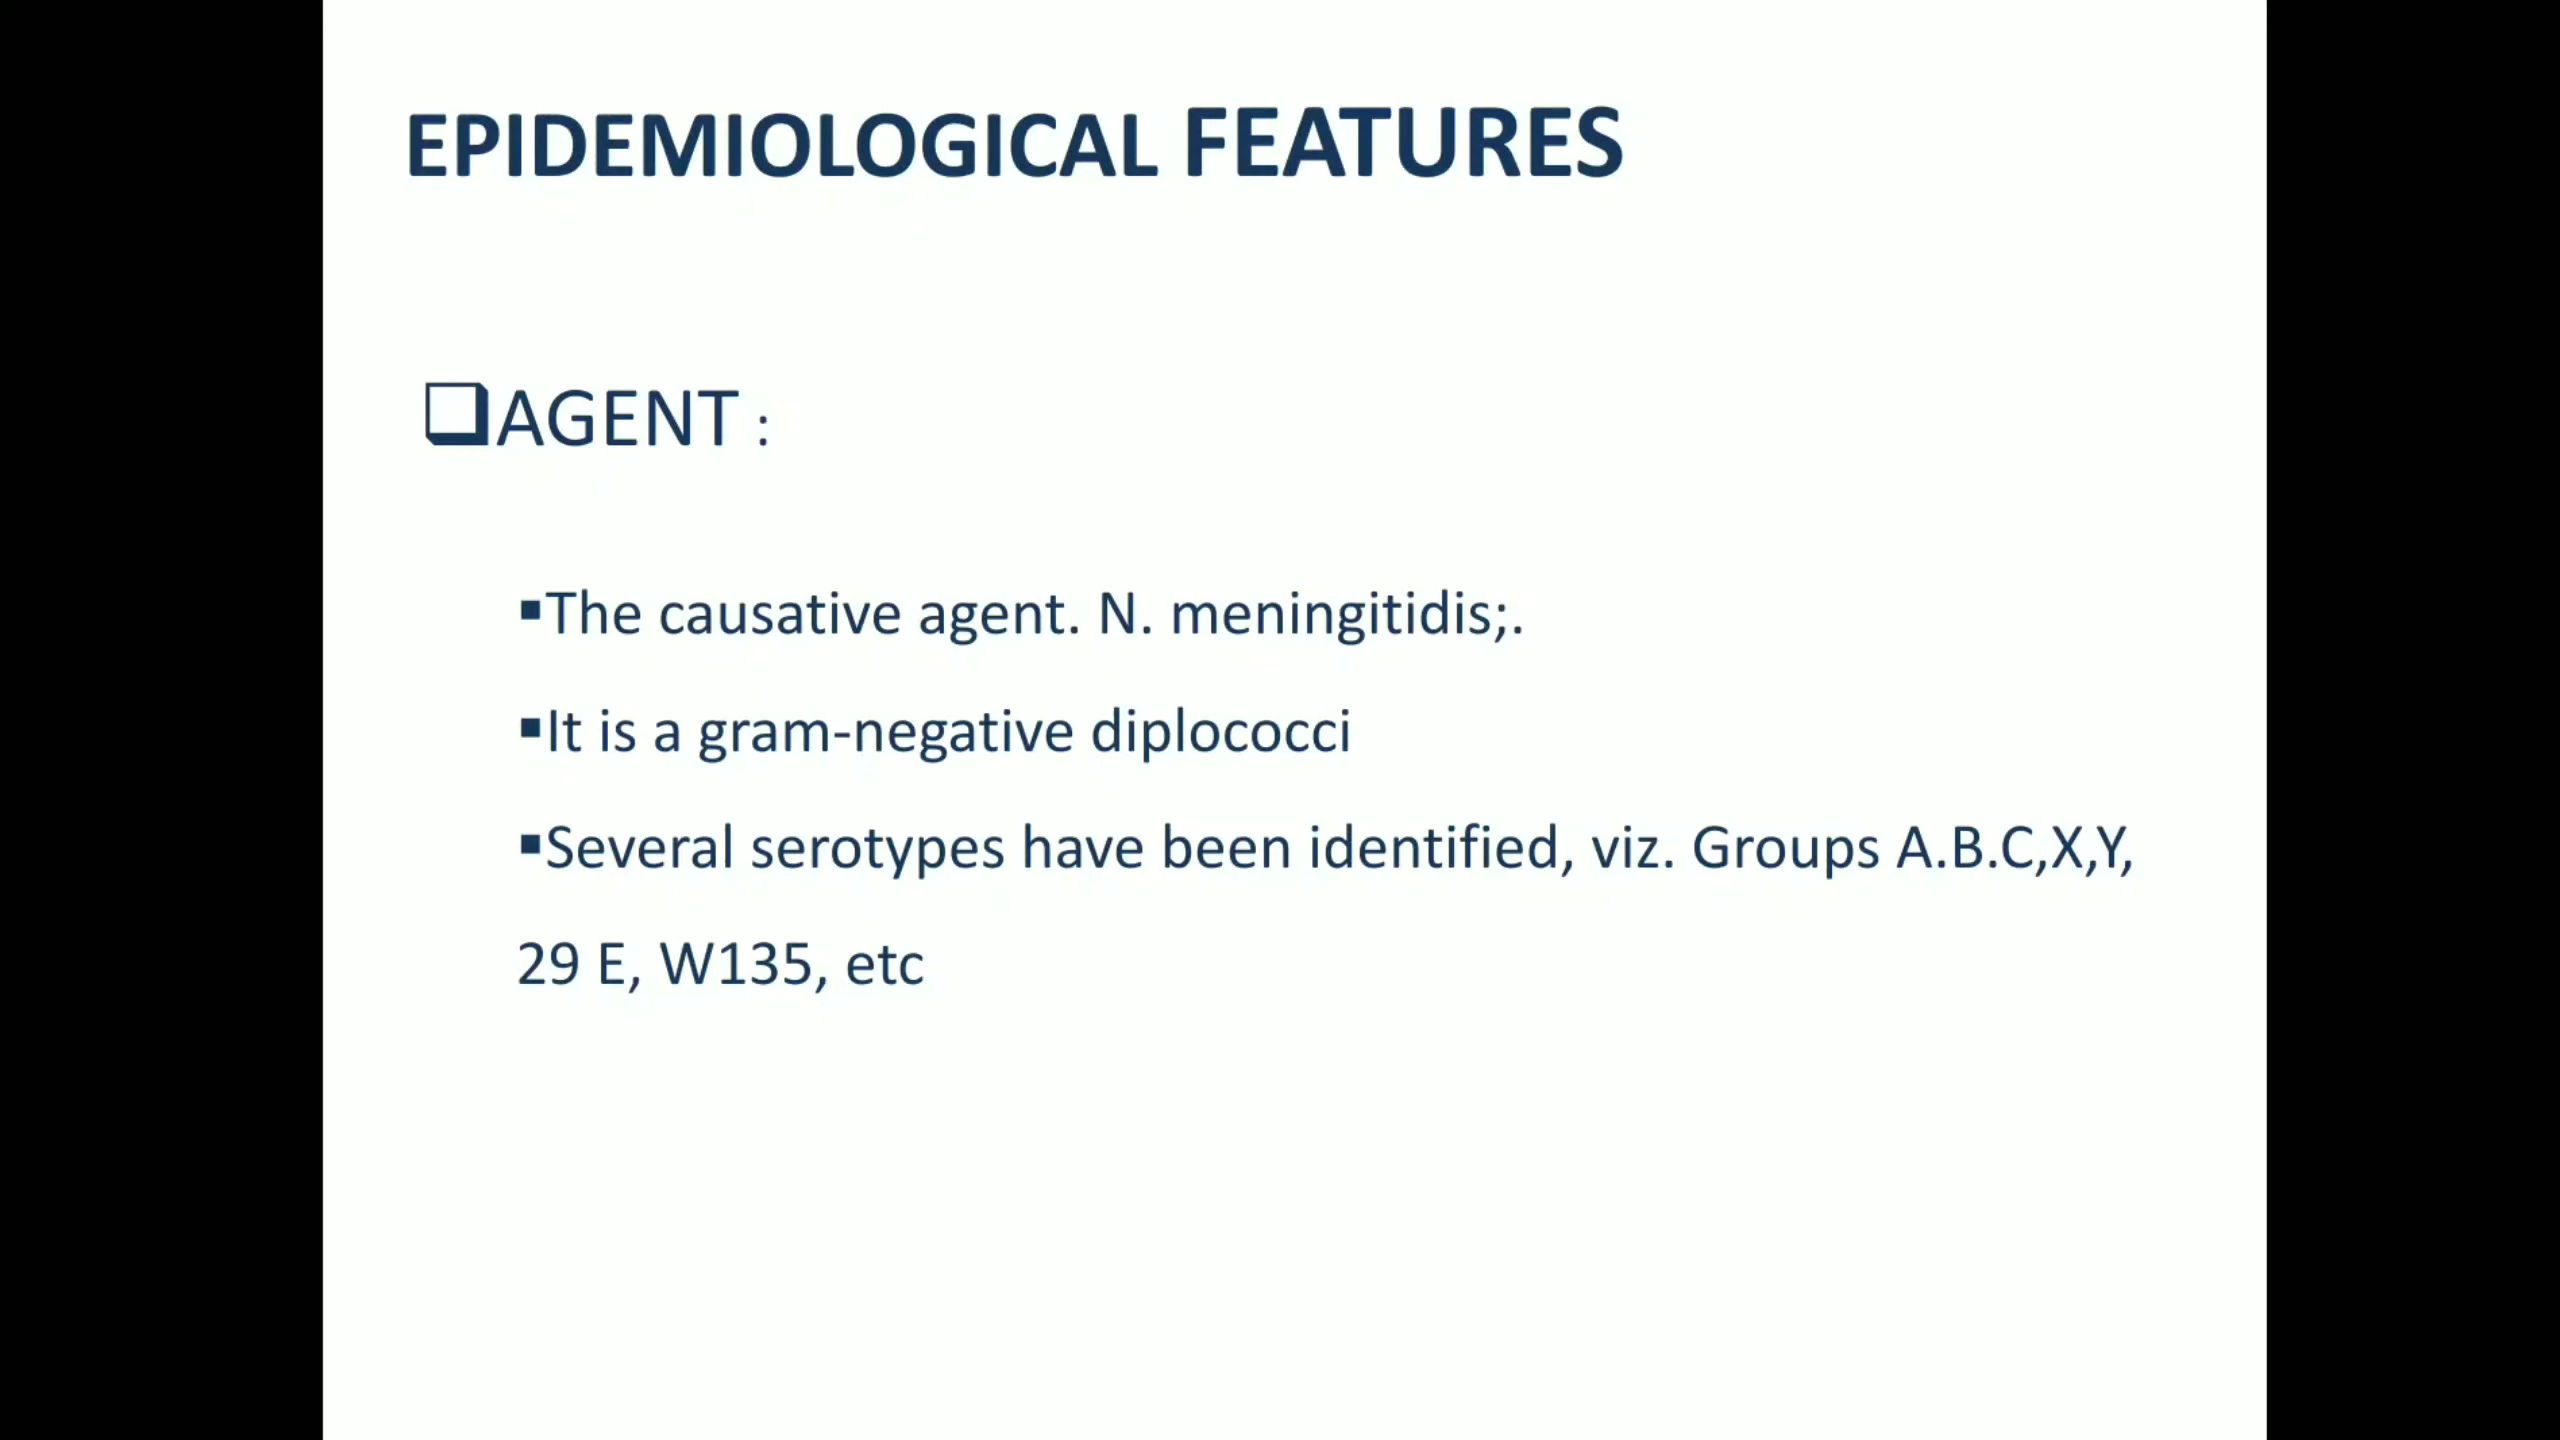 EPIDEMIOLOGICAL FEATURES
❑AGENT :
▪The causative agent. N. meningitidis;.
▪It is a gram-negative diplococci
▪Several serotypes have been identified, viz. Groups A.B.C,X,Y,
29 E, W135, etc